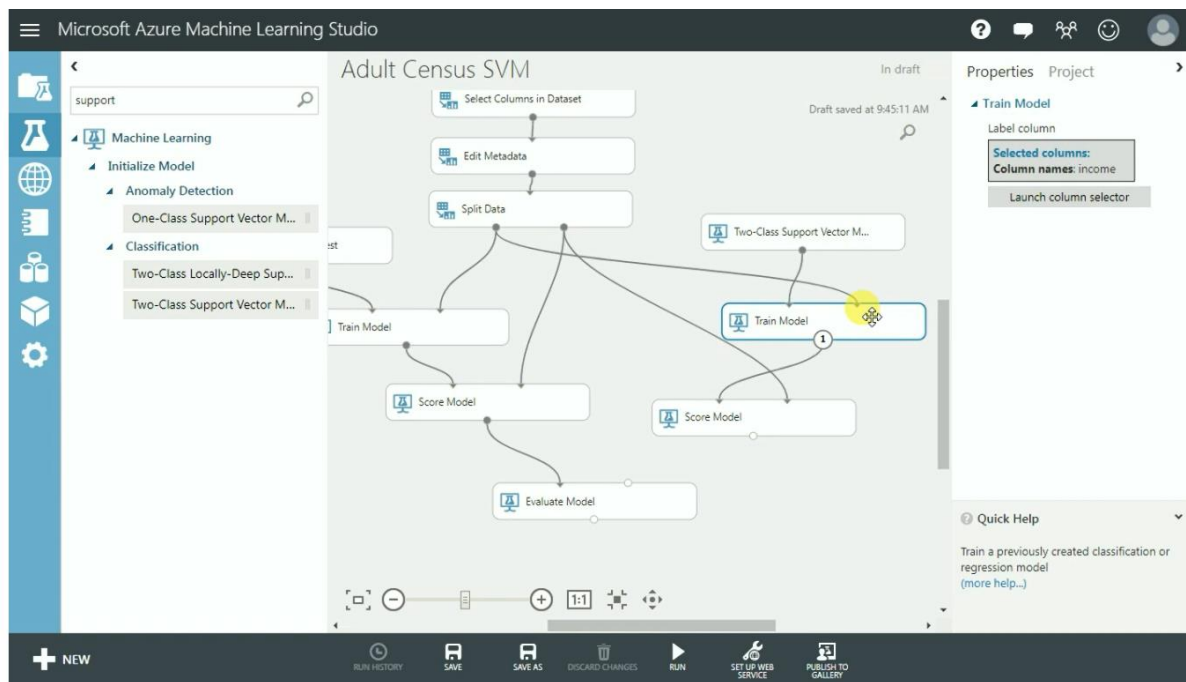 Microsoft Azure Machine Learning Studio
support
Machine Learning
Initialize Model
Anomaly Detection
One-Class Support Vector M...
Classification
Two-Class Locally-Deep Sup...
Two-Class Support Vector M...
Adult Census SVM
In draft
Draft saved at 9:45:11 AM
Select Columns in Dataset
Edit Metadata
Split Data
est
Two-Class Support Vector M...
Train Model
Train Model
1
Score Model
Score Model
Evaluate Model
1:1
Properties Project
Train Model
Label column
Selected columns:
Column names: income
Launch column selector
Quick Help
Train a previously created classification or
regression model
(more help...)
NEW
RUN HISTORY
SAVE
SAVE AS
DISCARD CHANGES
RUN
SET UP WEB
SERVICE
PUBLISH TO
GALLERY